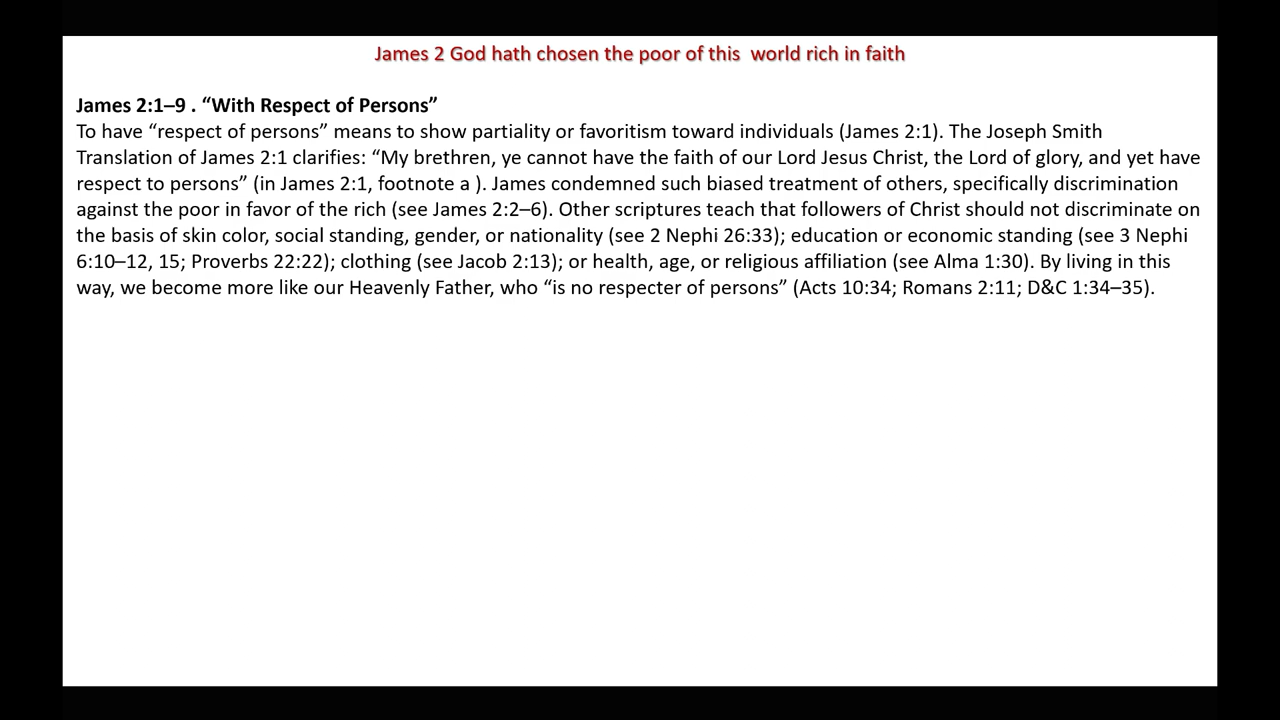 James 2 God hath chosen the poor of this  world rich in faith
James 2:1–9 . “With Respect of Persons”
To have “respect of persons” means to show partiality or favoritism toward individuals (James 2:1). The Joseph Smith
Translation of James 2:1 clarifies: “My brethren, ye cannot have the faith of our Lord Jesus Christ, the Lord of glory, and yet have
respect to persons” (in James 2:1, footnote a ). James condemned such biased treatment of others, specifically discrimination
against the poor in favor of the rich (see James 2:2–6). Other scriptures teach that followers of Christ should not discriminate on
the basis of skin color, social standing, gender, or nationality (see 2 Nephi 26:33); education or economic standing (see 3 Nephi
6:10–12, 15; Proverbs 22:22); clothing (see Jacob 2:13); or health, age, or religious affiliation (see Alma 1:30). By living in this
way, we become more like our Heavenly Father, who “is no respecter of persons” (Acts 10:34; Romans 2:11; D&C 1:34–35).